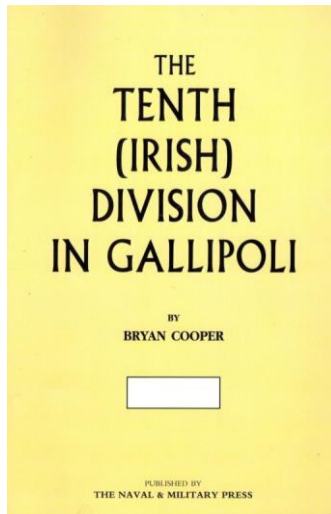 THE
TENTH
(IRISH)
DIVISION
IN GALLIPOLI
BY
BRYAN COOPER
PUBLISHED BY
THE NAVAL & MILITARY PRESS